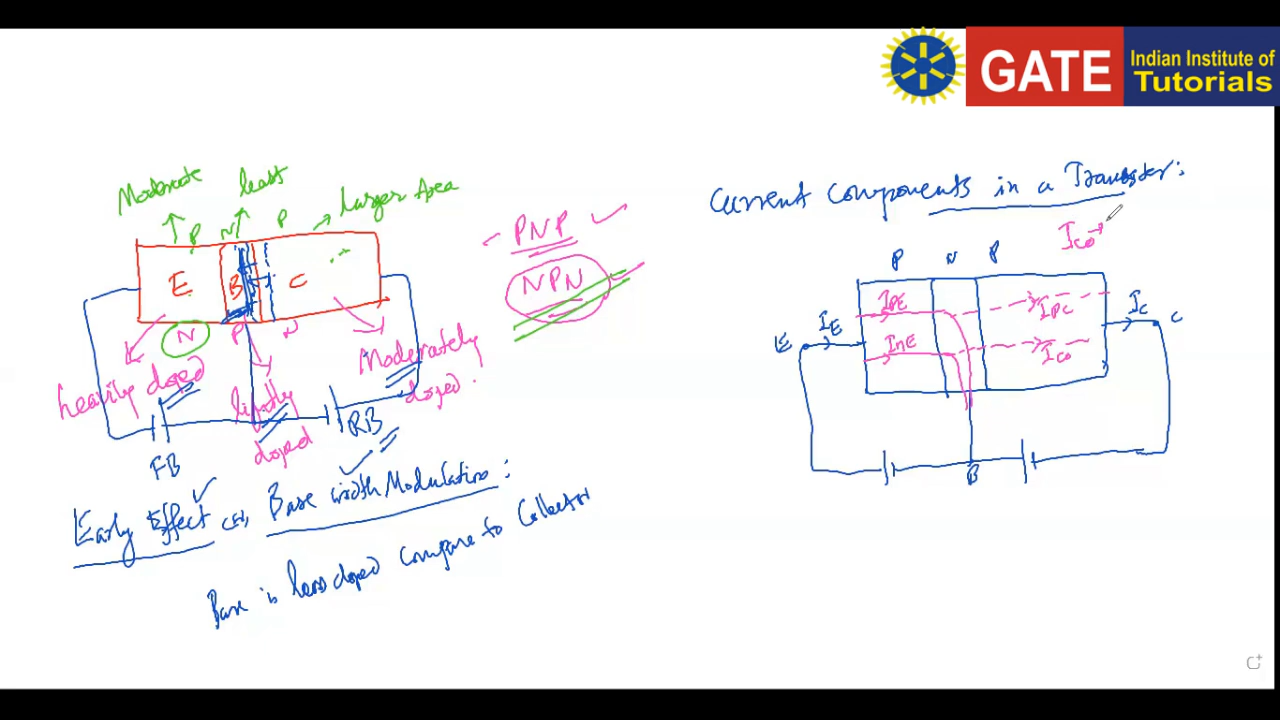 GATE
Indian Institute of
Tutorials
Moderate
least
larger Area
P
N
P
E
B
C
N
P
N
heavily doped
lightly
doped
Moderately
doped.
FB
RB
PNP
NPN
Early Effect (or) Base width Modulation:
Base is less doped compare to Collector
Current Components in a Transistor:
Ico→
P
N
P
IPE
IPC
InE
Ico
E
IE
IC
C
B